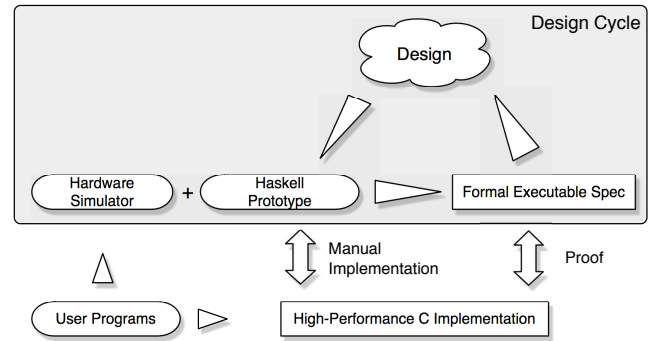 Design Cycle
Design
Hardware
Simulator
+
Haskell
Prototype
Formal Executable Spec
Manual
Implementation
Proof
User Programs
High-Performance C Implementation